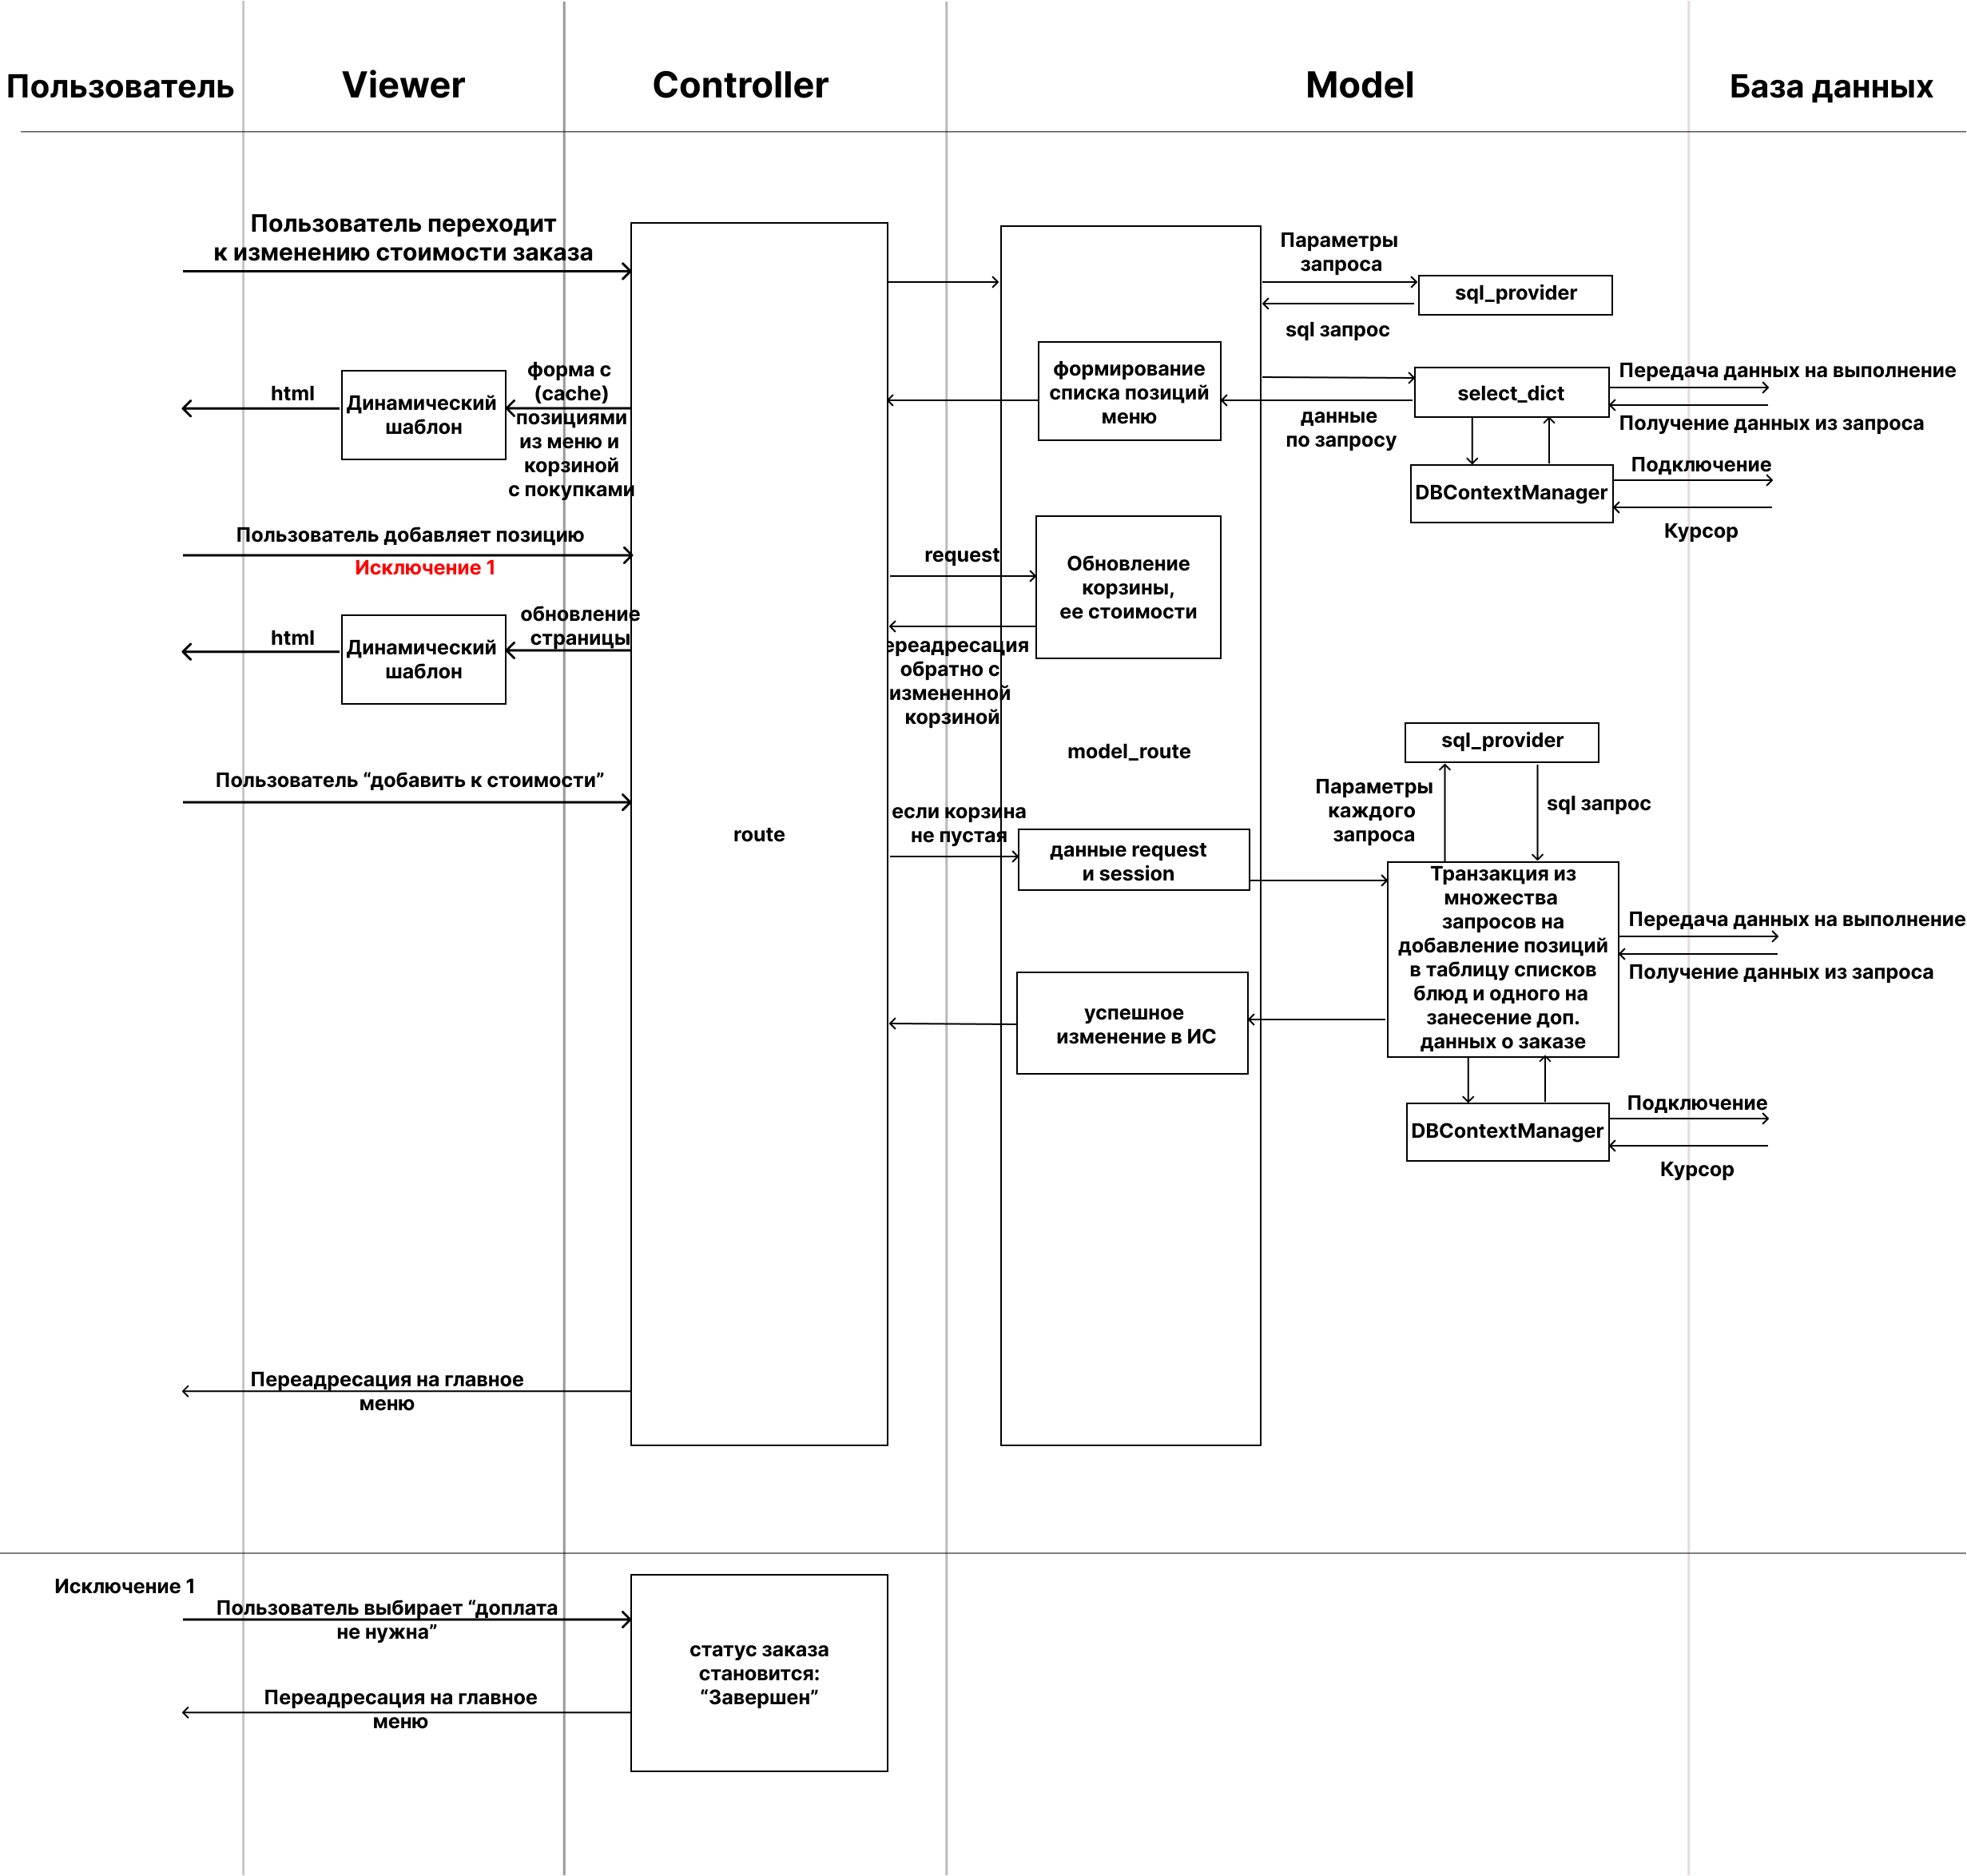 Пользователь
Viewer
Controller
Model
База данных
Пользователь переходит
к изменению стоимости заказа
Параметры
запроса
sql_provider
sql запрос
формирование
списка позиций
меню
данные
по запросу
select_dict
Передача данных на выполнение
Получение данных из запроса
DBContextManager
Подключение
Курсор
html
Динамический
шаблон
форма с
(cache)
позициями
из меню и
корзиной
с покупками
Пользователь добавляет позицию
Исключение 1
request
Обновление
корзины,
ее стоимости
ереадресация
обратно с
измененной
корзиной
html
Динамический
шаблон
обновление
страницы
model_route
Пользователь “добавить к стоимости”
route
если корзина
не пустая
данные request
и session
sql_provider
Параметры
каждого
запроса
sql запрос
Транзакция из
множества
запросов на
добавление позиций
в таблицу списков
блюд и одного на
занесение доп.
данных о заказе
Передача данных на выполнение
Получение данных из запроса
успешное
изменение в ИС
DBContextManager
Подключение
Курсор
Переадресация на главное
меню
Исключение 1
Пользователь выбирает “доплата
не нужна”
статус заказа
становится:
“Завершен”
Переадресация на главное
меню